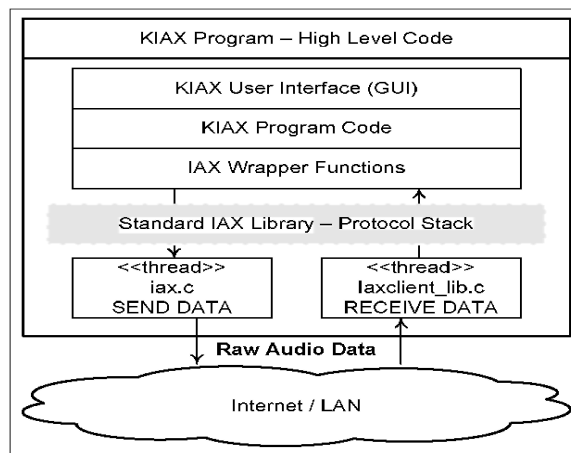 KIAX Program – High Level Code
KIAX User Interface (GUI)
KIAX Program Code
IAX Wrapper Functions
Standard IAX Library – Protocol Stack
<<thread>>
iax.c
SEND DATA
<<thread>>
Iaxclient_lib.c
RECEIVE DATA
Raw Audio Data
Internet / LAN